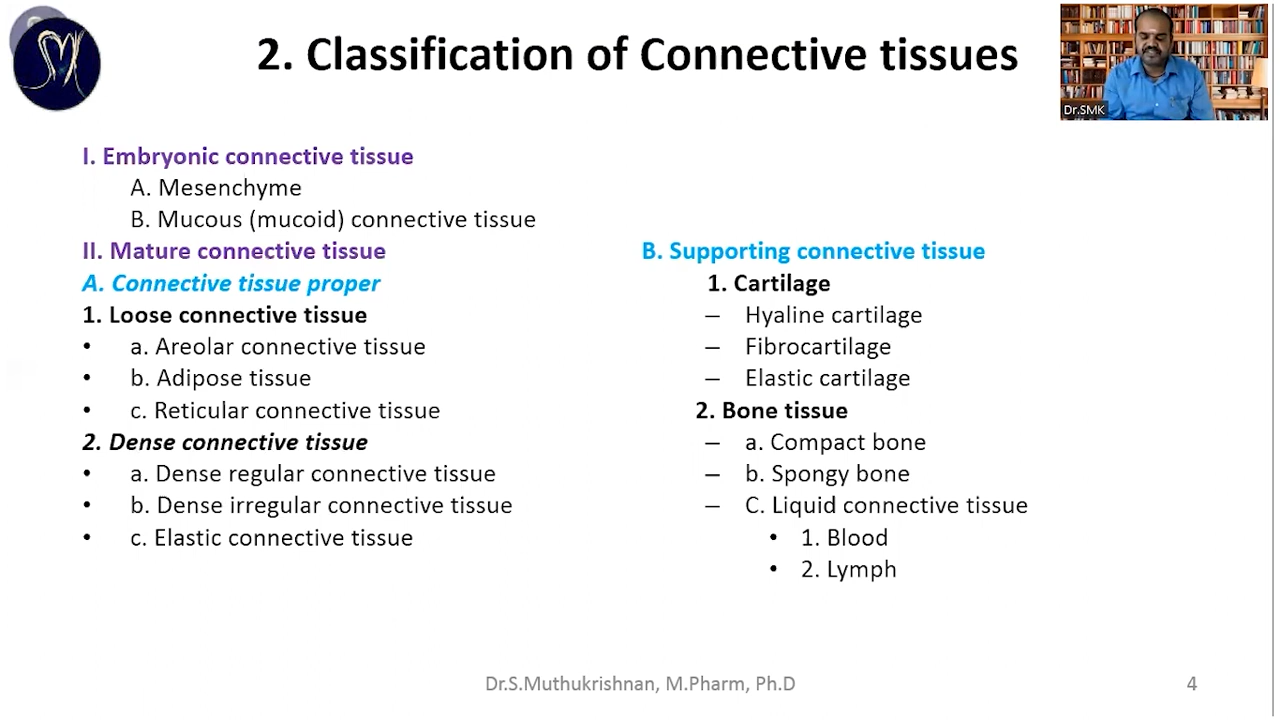 2. Classification of Connective tissues
Dr.SMK
I. Embryonic connective tissue
A. Mesenchyme
B. Mucous (mucoid) connective tissue
II. Mature connective tissue
A. Connective tissue proper
1. Loose connective tissue
• a. Areolar connective tissue
• b. Adipose tissue
• c. Reticular connective tissue
2. Dense connective tissue
• a. Dense regular connective tissue
• b. Dense irregular connective tissue
• c. Elastic connective tissue
B. Supporting connective tissue
1. Cartilage
– Hyaline cartilage
– Fibrocartilage
– Elastic cartilage
2. Bone tissue
– a. Compact bone
– b. Spongy bone
– C. Liquid connective tissue
• 1. Blood
• 2. Lymph
Dr.S.Muthukrishnan, M.Pharm, Ph.D
4